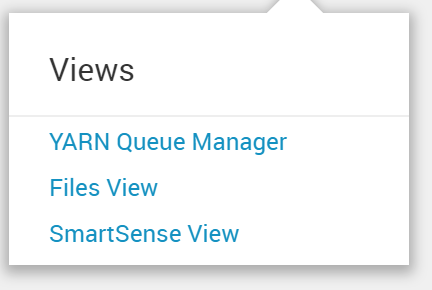 Views
YARN Queue Manager
Files View
SmartSense View